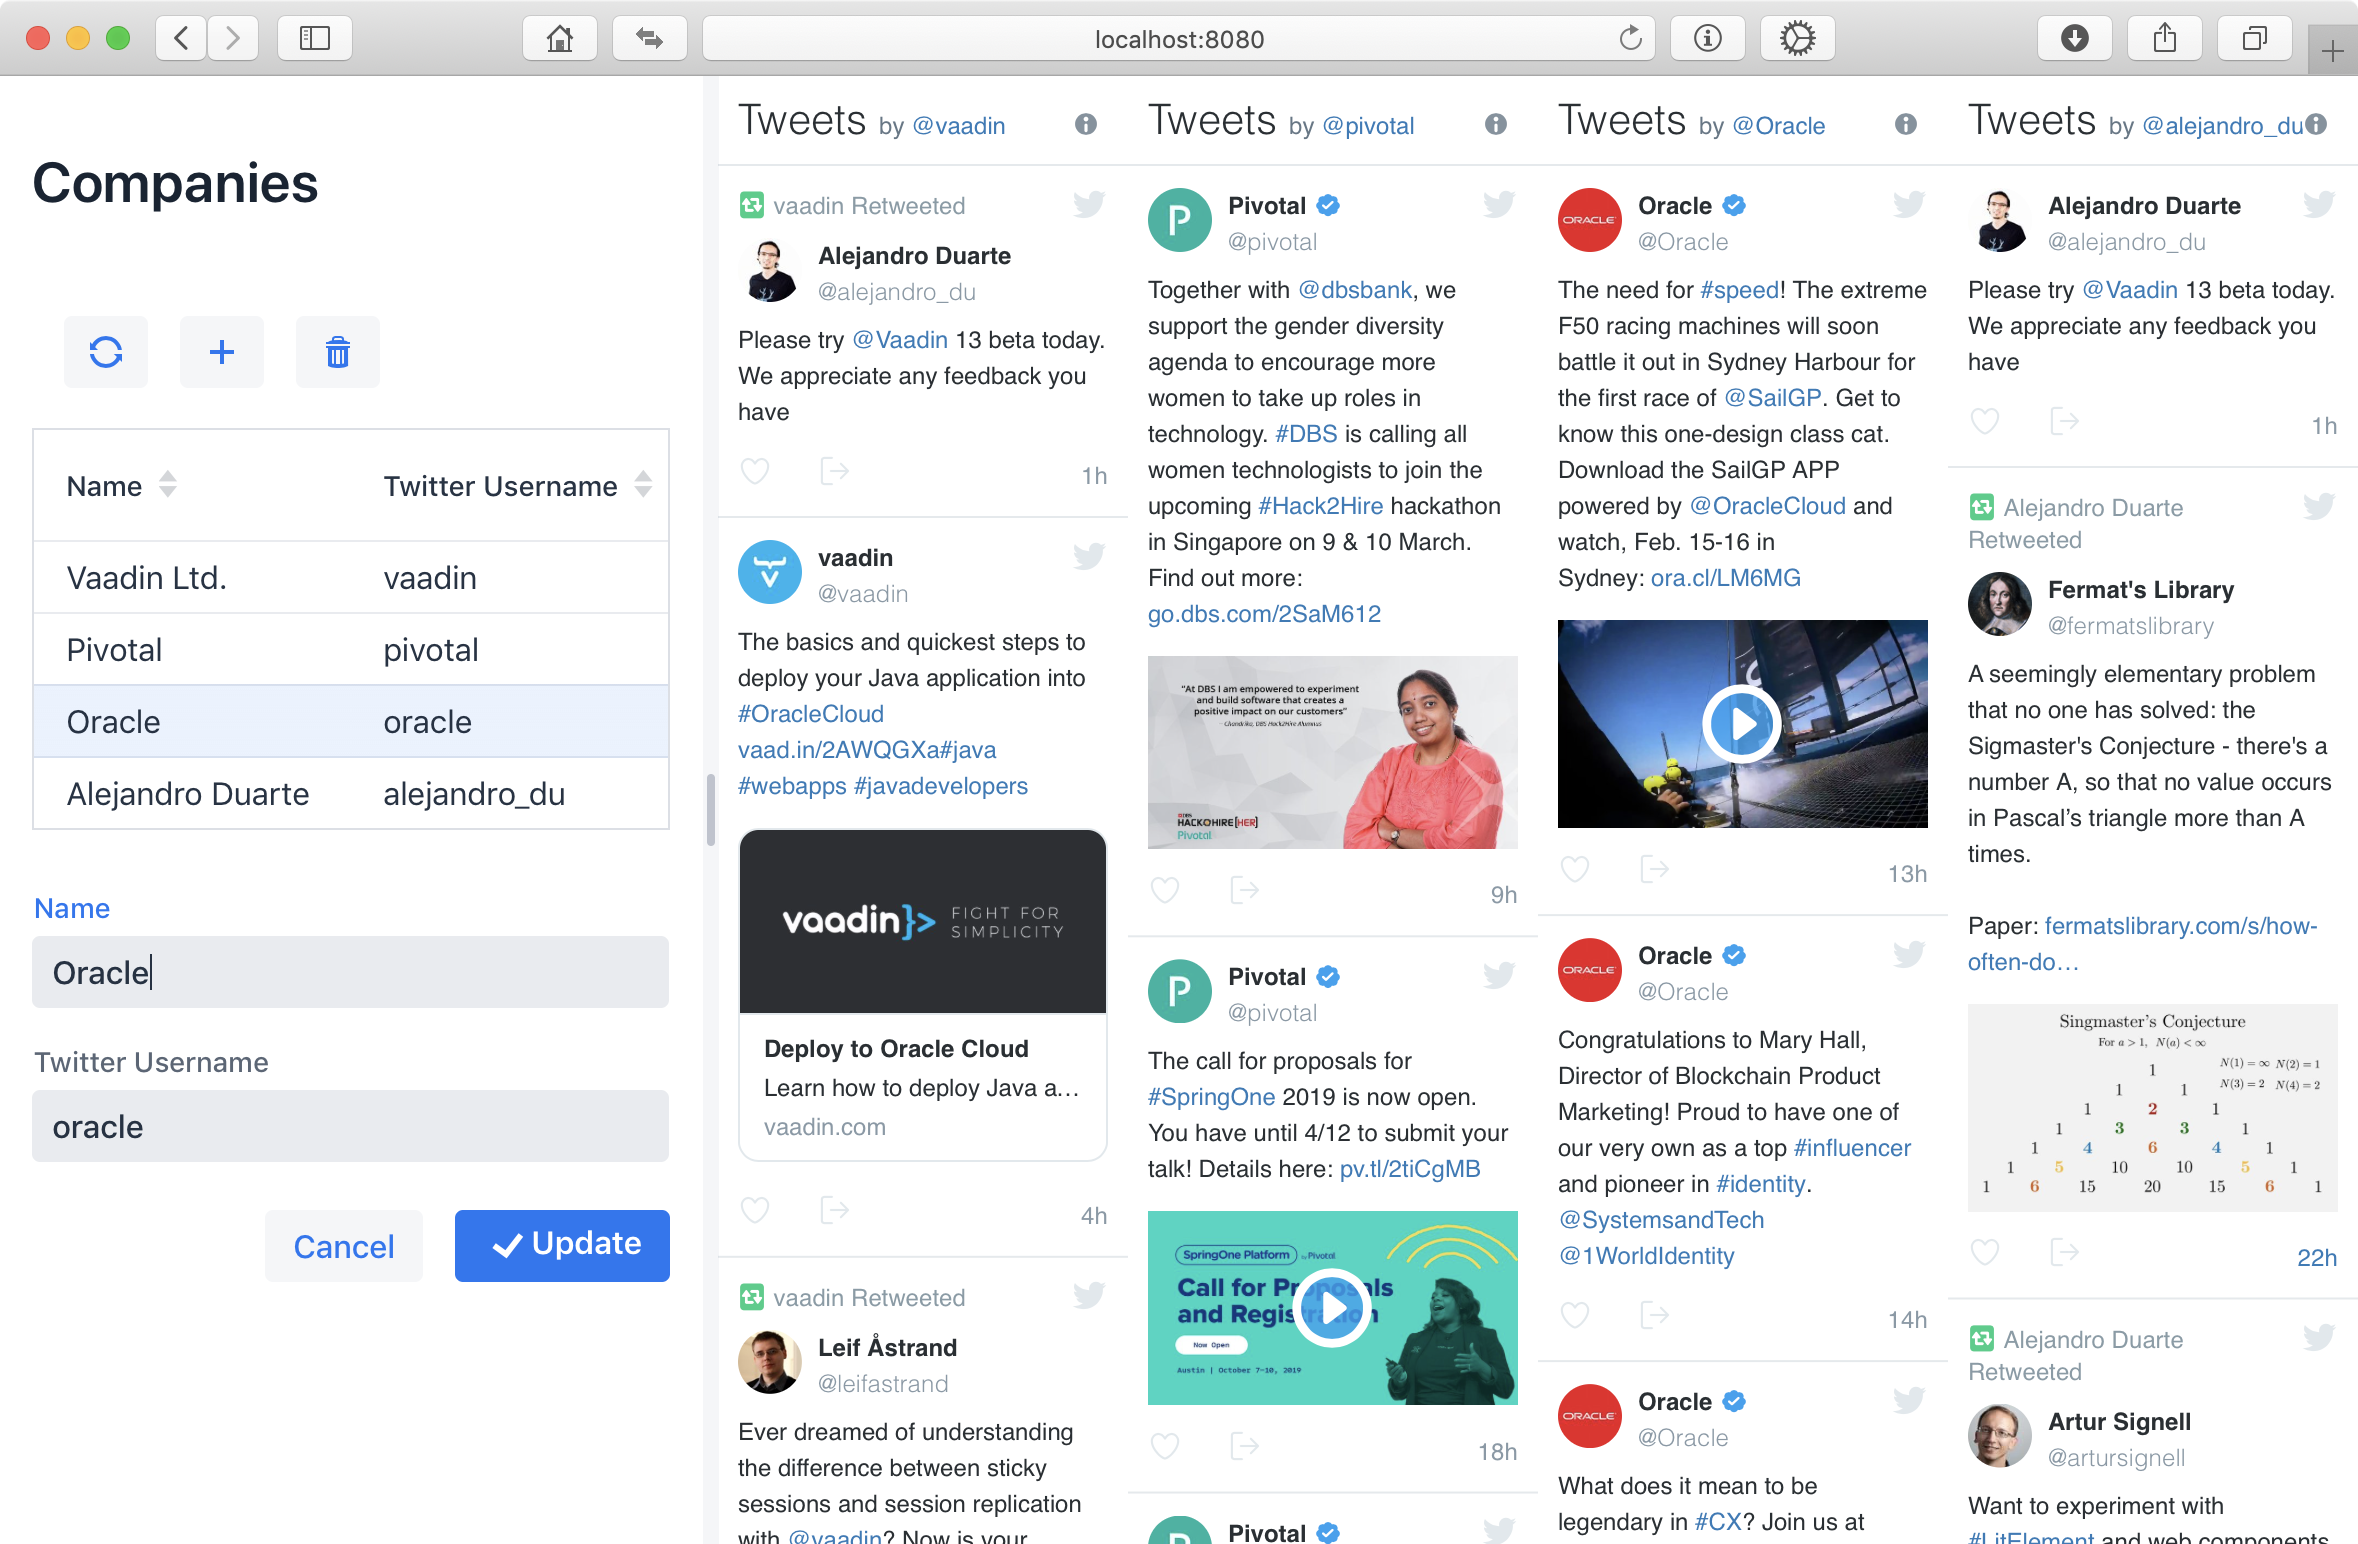 localhost:8080
Companies
Name
Twitter Username
Vaadin Ltd.
vaadin
Pivotal
pivotal
Oracle
oracle
Alejandro Duarte
alejandro_du
Name
Oracle
Twitter Username
oracle
Cancel
Update
Tweets by @vaadin
vaadin Retweeted
Alejandro Duarte
@alejandro_du
Please try @Vaadin 13 beta today.
We appreciate any feedback you
have
1h
vaadin
@vaadin
The basics and quickest steps to
deploy your Java application into
#OracleCloud
vaad.in/2AWQGXa#java
#webapps #javadevelopers
vaadin}> FIGHT FOR
SIMPLICITY
Deploy to Oracle Cloud
Learn how to deploy Java a…
vaadin.com
4h
vaadin Retweeted
Leif Åstrand
@leifastrand
Ever dreamed of understanding
the difference between sticky
sessions and session replication
with @vaadin? Now is your
Tweets by @pivotal
P
Pivotal
@pivotal
Together with @dbsbank, we
support the gender diversity
agenda to encourage more
women to take up roles in
technology. #DBS is calling all
women technologists to join the
upcoming #Hack2Hire hackathon
in Singapore on 9 & 10 March.
Find out more:
go.dbs.com/2SaM612
"At DBS I am empowered to experiment
and build software that creates a
positive impact on our customers"
- Chandrika, DBS Hack2Hire Alumnus
DBS
HACK2HIRE[HER]
Pivotal
9h
P
Pivotal
@pivotal
The call for proposals for
#SpringOne 2019 is now open.
You have until 4/12 to submit your
talk! Details here: pv.tl/2tiCgMB
SpringOne Platform by Pivotal
Call for Proposals
and Registration
Now Open
Austin | October 7-10, 2019
18h
Pivotal
Tweets by @Oracle
ORACLE
Oracle
@Oracle
The need for #speed! The extreme
F50 racing machines will soon
battle it out in Sydney Harbour for
the first race of @SailGP. Get to
know this one-design class cat.
Download the SailGP APP
powered by @OracleCloud and
watch, Feb. 15-16 in
Sydney: ora.cl/LM6MG
13h
ORACLE
Oracle
@Oracle
Congratulations to Mary Hall,
Director of Blockchain Product
Marketing! Proud to have one of
our very own as a top #influencer
and pioneer in #identity.
@SystemsandTech
@1WorldIdentity
14h
ORACLE
Oracle
@Oracle
What does it mean to be
legendary in #CX? Join us at
Tweets by @alejandro_du
Alejandro Duarte
@alejandro_du
Please try @Vaadin 13 beta today.
We appreciate any feedback you
have
1h
Alejandro Duarte
Retweeted
Fermat's Library
@fermatslibrary
A seemingly elementary problem
that no one has solved: the
Sigmaster's Conjecture - there's a
number A, so that no value occurs
in Pascal’s triangle more than A
times.
Paper: fermatslibrary.com/s/how-
often-do…
Singmaster’s Conjecture
For a > 1, N(a) < ∞
N(1) = ∞ N(2) = 1
N(3) = 2 N(4) = 2
1
1 1
1 2 1
1 3 3 1
1 4 6 4 1
1 5 10 10 5 1
1 6 15 20 15 6 1
22h
Alejandro Duarte
Retweeted
Artur Signell
@artursignell
Want to experiment with
#LitElement and web components